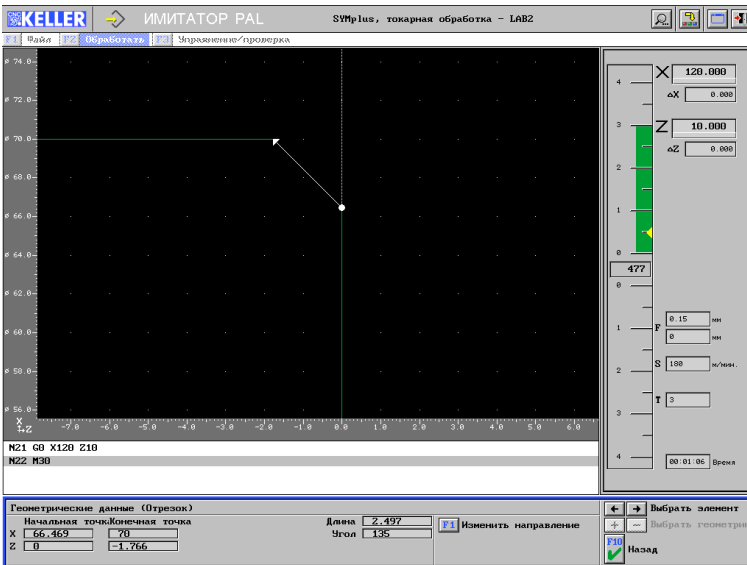 CNC KELLER ИМИТАТОР PAL SYMplus, токарная обработка - LAB2
F1 Файл F2 Обработать F3 Упражнение/проверка
ø 74.0
ø 72.0
ø 70.0
ø 68.0
ø 66.0
ø 64.0
ø 62.0
ø 60.0
ø 58.0
ø 56.0
X
Z
-7.0 -6.0 -5.0 -4.0 -3.0 -2.0 -1.0 0.0 1.0 2.0 3.0 4.0 5.0 6.0
4
3
2
1
0
477
0
1
2
3
4
X 120.000
ΔX 0.000
Z 10.000
ΔZ 0.000
F 0.15 мм
0 мм
S 180 м/мин.
T 3
00:01:06 Время
N21 G0 X120 Z10
N22 M30
Геометрические данные (Отрезок)
Начальная точка Конечная точка
X 66.469 70
Z 0 -1.766
Длина 2.497
Угол 135
F1 Изменить направление
Выбрать элемент
+ - Выбрать геометри
F10 Назад